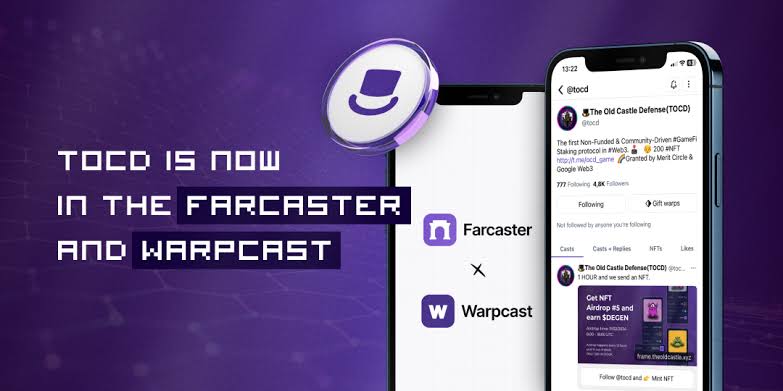 TOCD IS NOW
IN THE FARCASTER
AND WARPCAST
Farcaster
Warpcast
W
13:22
@tocd
The Old Castle Defense(TOCD)
@tocd
The first Non-Funded & Community-Driven #GameFi
Staking protocol in #Web3. 200 #NFT
Granted by Merit Circle &
Google Web3
777 Following 4,8K Followers
Following
Gift warps
Not followed by anyone you're following
Casts
Casts + Replies
NFTs
Likes
The Old Castle Defense(TOCD) @toc...
1 HOUR and we send an NFT.
Get NFT
Airdrop #5 and
earn $DEGEN
frame.theoldcastle.xyz
Follow @tocd and Mint NFT